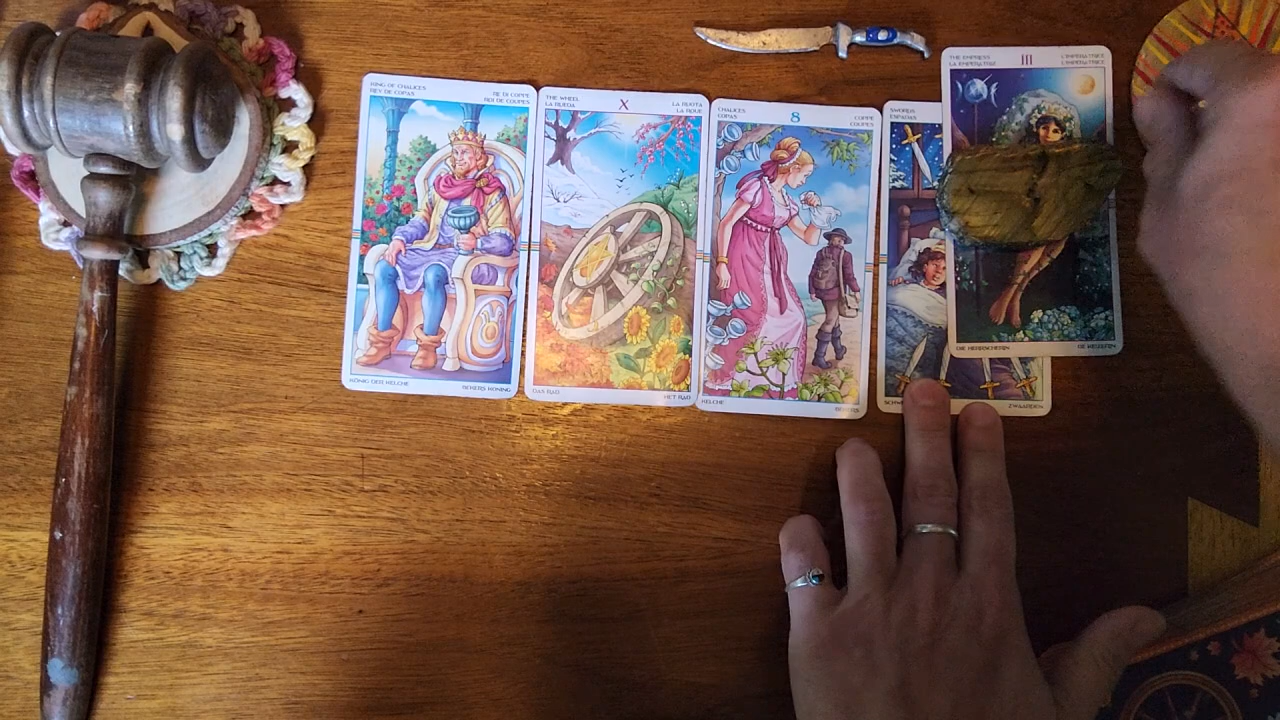 KING OF CHALICES
REY DE COPAS
RE DI COPPE
ROI DE COUPES
KÖNIG DER KELCHE
BEKERS KONING
THE WHEEL
LA RUEDA
X
LA RUOTA
LA ROUE
DAS RAD
HET RAD
CHALICES
COPAS
8
COPPE
COUPES
KELCHE
BEKERS
SWORDS
ESPADAS
ZWAARDEN
THE EMPRESS
LA EMPERATRIZ
III
L'IMPERATRICE
L'IMPÉRATRICE
DIE HERRSCHERIN
DE KEIZERIN